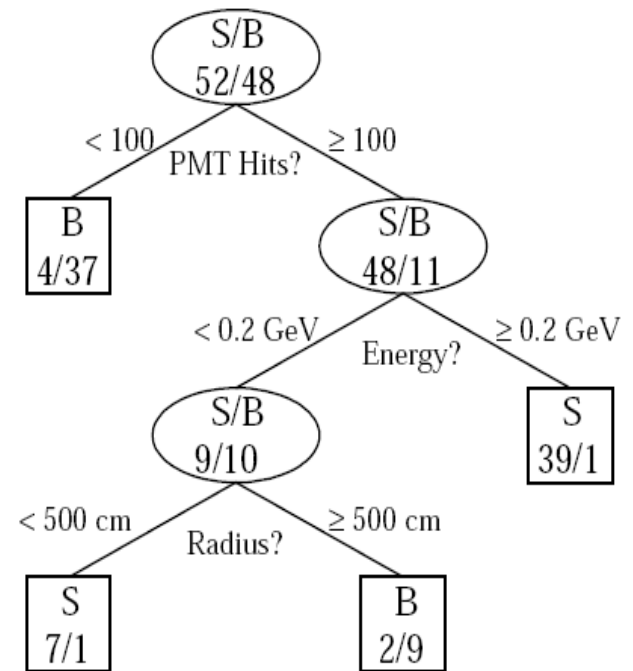 S/B
52/48
< 100
≥ 100
PMT Hits?
B
4/37
S/B
48/11
< 0.2 GeV
≥ 0.2 GeV
Energy?
S/B
9/10
S
39/1
< 500 cm
≥ 500 cm
Radius?
S
7/1
B
2/9